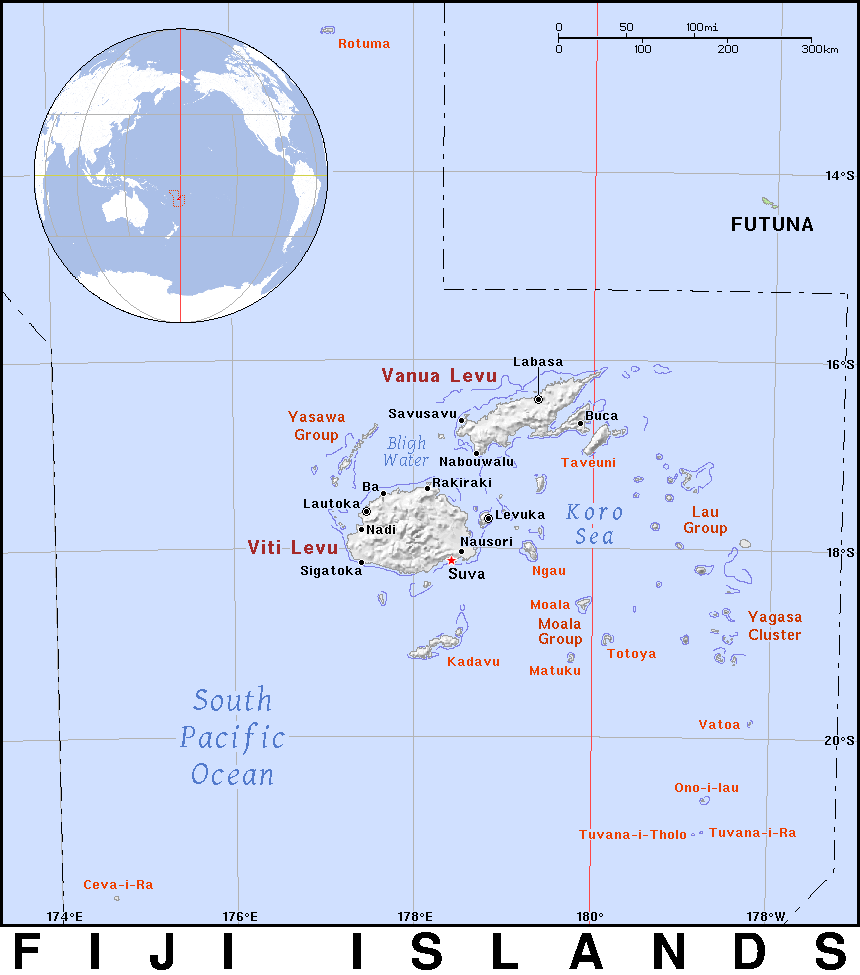 Rotuma
0 50 100mi
0 100 200 300km
14°S
FUTUNA
16°S
Labasa
Vanua Levu
Savusavu
Buca
Yasawa
Group
Bligh
Water
Nabouwalu
Taveuni
Ba
Rakiraki
Lautoka
Levuka
Koro
Sea
Lau
Group
Nadi
Nausori
Viti Levu
18°S
Sigatoka
Suva
Ngau
Moala
Moala
Group
Yagasa
Cluster
Totoya
Kadavu
Matuku
South
Pacific
Ocean
Vatoa
20°S
Ono-i-lau
Tuvana-i-Tholo
Tuvana-i-Ra
Ceva-i-Ra
174°E 176°E 178°E 180° 178°W
FIJI ISLANDS